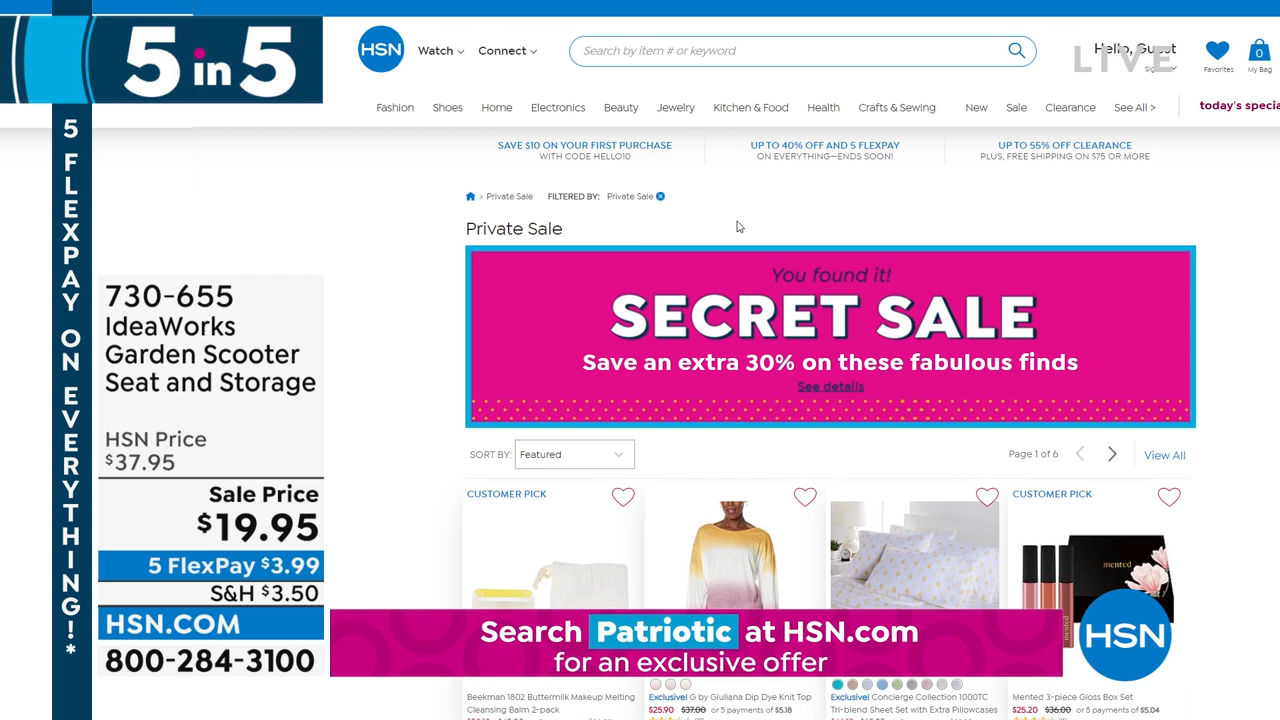 5 in 5
5 FLEXPAY ON EVERYTHING!*
730-655
IdeaWorks
Garden Scooter
Seat and Storage
HSN Price
$37.95
Sale Price
$19.95
5 FlexPay $3.99
S&H $3.50
HSN.COM
800-284-3100
HSN
Watch
Connect
Search by item # or keyword
Hello, Guest
LIVE
Favorites
0
My Bag
Fashion Shoes Home Electronics Beauty Jewelry Kitchen & Food Health Crafts & Sewing New Sale Clearance See All > today's specia
SAVE $10 ON YOUR FIRST PURCHASE
WITH CODE HELLO10
UP TO 40% OFF AND 5 FLEXPAY
ON EVERYTHING—ENDS SOON!
UP TO 55% OFF CLEARANCE
PLUS, FREE SHIPPING ON $75 OR MORE
> Private Sale FILTERED BY: Private Sale
Private Sale
You found it!
SECRET SALE
Save an extra 30% on these fabulous finds
See details
SORT BY: Featured
Page 1 of 6
View All
CUSTOMER PICK
CUSTOMER PICK
mented
mented
Search Patriotic at HSN.com
for an exclusive offer
HSN
Beekman 1802 Buttermilk Makeup Melting
Cleansing Balm 2-pack
Exclusive! G by Giuliana Dip Dye Knit Top
$25.90 $37.00 or 5 payments of $5.18
Exclusive! Concierge Collection 1000TC
Tri-blend Sheet Set with Extra Pillowcases
Mented 3-piece Gloss Box Set
$25.20 $36.00 or 5 payments of $5.04